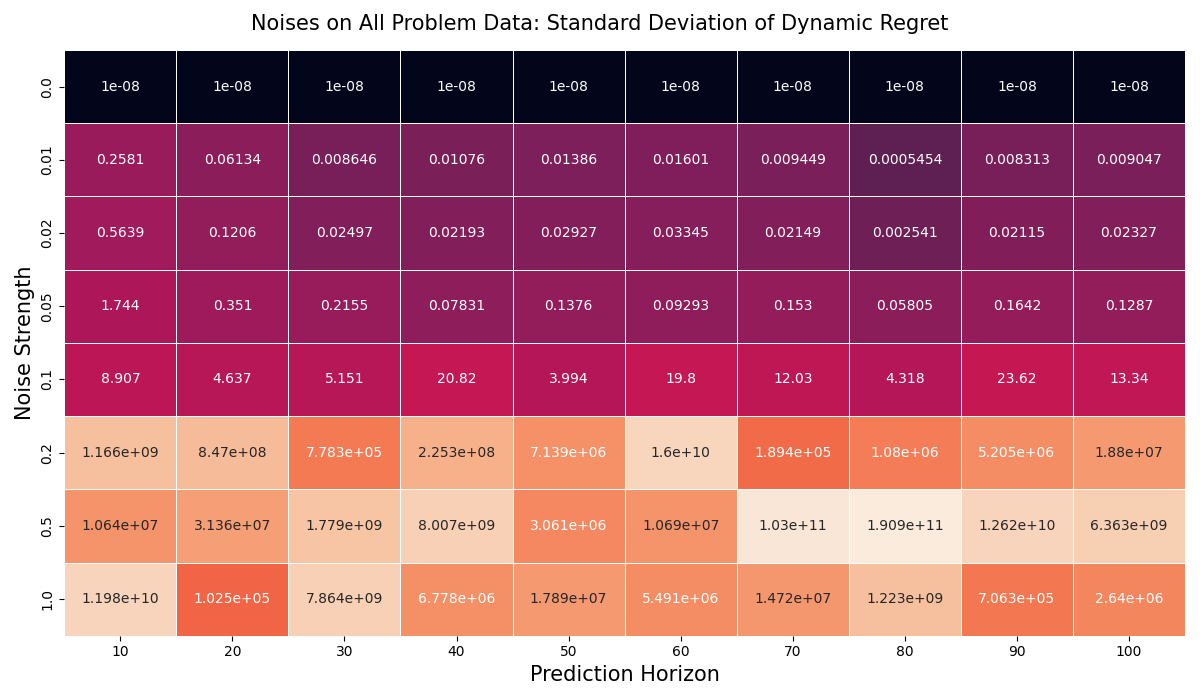 Noises on All Problem Data: Standard Deviation of Dynamic Regret
Noise Strength
0.0 1e-08 1e-08 1e-08 1e-08 1e-08 1e-08 1e-08 1e-08 1e-08 1e-08
0.01 0.2581 0.06134 0.008646 0.01076 0.01386 0.01601 0.009449 0.0005454 0.008313 0.009047
0.02 0.5639 0.1206 0.02497 0.02193 0.02927 0.03345 0.02149 0.002541 0.02115 0.02327
0.05 1.744 0.351 0.2155 0.07831 0.1376 0.09293 0.153 0.05805 0.1642 0.1287
0.1 8.907 4.637 5.151 20.82 3.994 19.8 12.03 4.318 23.62 13.34
0.2 1.166e+09 8.47e+08 7.783e+05 2.253e+08 7.139e+06 1.6e+10 1.894e+05 1.08e+06 5.205e+06 1.88e+07
0.5 1.064e+07 3.136e+07 1.779e+09 8.007e+09 3.061e+06 1.069e+07 1.03e+11 1.909e+11 1.262e+10 6.363e+09
1.0 1.198e+10 1.025e+05 7.864e+09 6.778e+06 1.789e+07 5.491e+06 1.472e+07 1.223e+09 7.063e+05 2.64e+06
10 20 30 40 50 60 70 80 90 100
Prediction Horizon